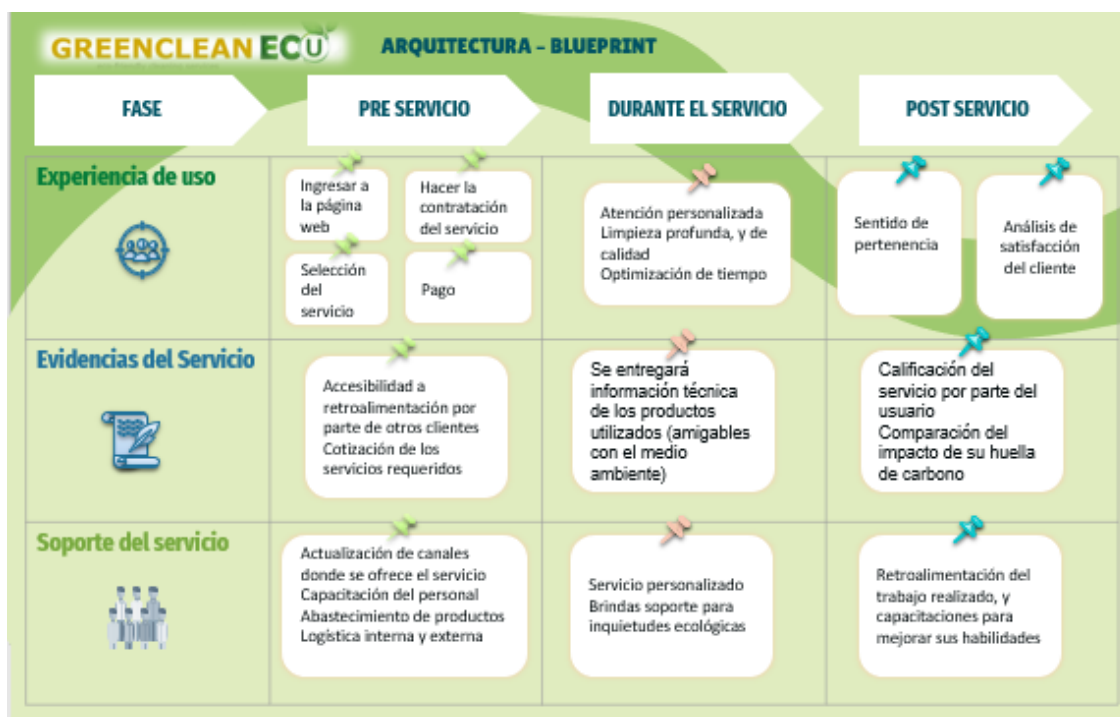 GREENCLEAN ECU
ARQUITECTURA – BLUEPRINT
FASE
PRE SERVICIO
DURANTE EL SERVICIO
POST SERVICIO
Experiencia de uso
Ingresar a
la página
web
Hacer la
contratación
del servicio
Selección
del
servicio
Pago
Atención personalizada
Limpieza profunda, y de
calidad
Optimización de tiempo
Sentido de
pertenencia
Análisis de
satisfacción
del cliente
Evidencias del Servicio
Accesibilidad a
retroalimentación por
parte de otros clientes
Cotización de los
servicios requeridos
Se entregará
información técnica
de los productos
utilizados (amigables
con el medio
ambiente)
Calificación del
servicio por parte del
usuario
Comparación del
impacto de su huella
de carbono
Soporte del servicio
Actualización de canales
donde se ofrece el servicio
Capacitación del personal
Abastecimiento de productos
Logística interna y externa
Servicio personalizado
Brindas soporte para
inquietudes ecológicas
Retroalimentación del
trabajo realizado, y
capacitaciones para
mejorar sus habilidades